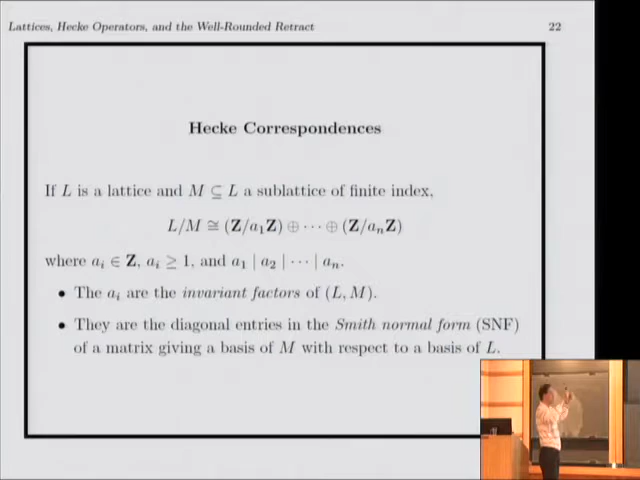 Lattices, Hecke Operators, and the Well-Rounded Retract 22
Hecke Correspondences
If L is a lattice and M ⊆ L a sublattice of finite index,
L/M ≅ (Z/a₁Z) ⊕ ··· ⊕ (Z/aₙZ)
where aᵢ ∈ Z, aᵢ ≥ 1, and a₁ | a₂ | ··· | aₙ.
• The aᵢ are the invariant factors of (L, M).
• They are the diagonal entries in the Smith normal form (SNF)
of a matrix giving a basis of M with respect to a basis of L.